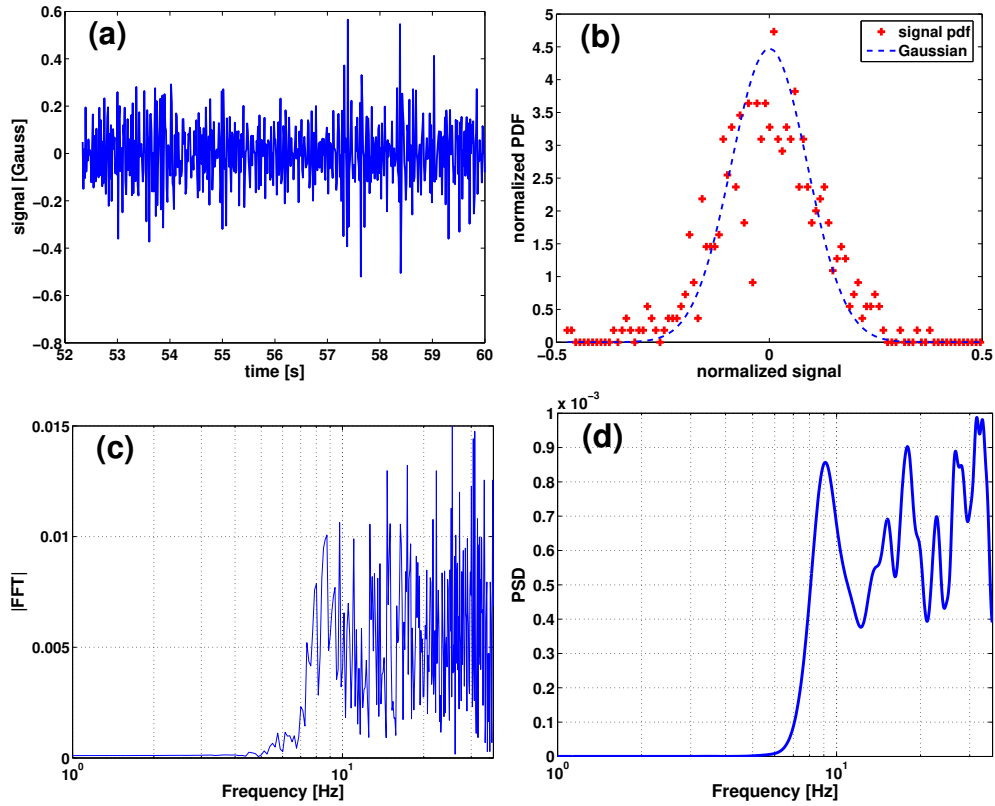 (a)
0.6
0.4
0.2
0
−0.2
−0.4
−0.6
−0.8
signal [Gauss]
52 53 54 55 56 57 58 59 60
time [s]
(b)
signal pdf
Gaussian
5
4.5
4
3.5
3
2.5
2
1.5
1
0.5
0
normalized PDF
−0.5 0 0.5
normalized signal
(c)
0.015
0.01
0.005
0
|FFT|
10^0 10^1
Frequency [Hz]
(d)
x 10^−3
1
0.9
0.8
0.7
0.6
0.5
0.4
0.3
0.2
0.1
0
PSD
10^0 10^1
Frequency [Hz]